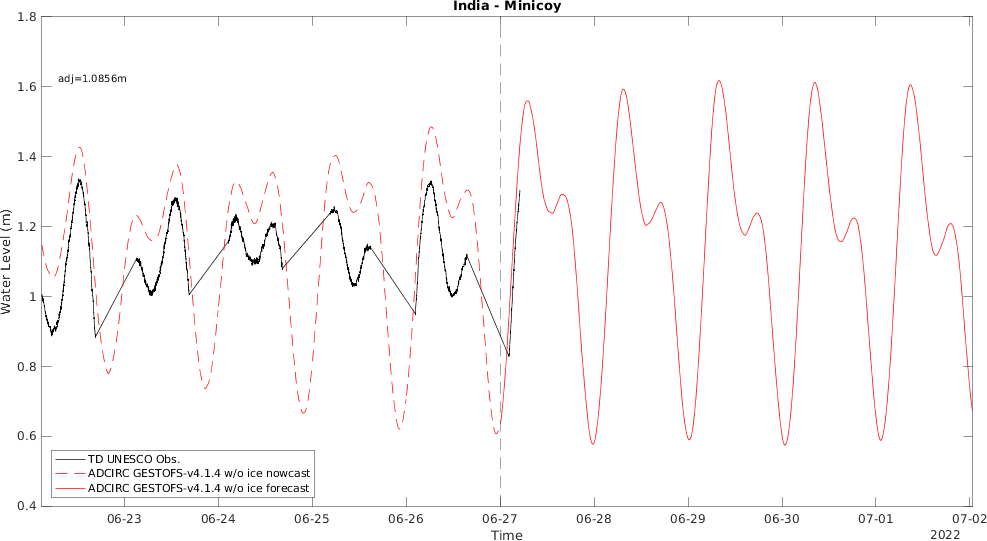 India - Minicoy
1.8
1.6
1.4
1.2
1
0.8
0.6
0.4
Water Level (m)
adj=1.0856m
TD UNESCO Obs.
ADCIRC GESTOFS-v4.1.4 w/o ice nowcast
ADCIRC GESTOFS-v4.1.4 w/o ice forecast
06-23 06-24 06-25 06-26 06-27 06-28 06-29 06-30 07-01 07-02
Time
2022